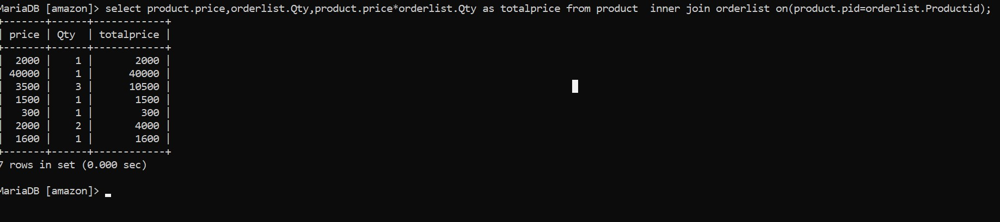 MariaDB [amazon]> select product.price,orderlist.Qty,product.price*orderlist.Qty as totalprice from product  inner join orderlist on(product.pid=orderlist.Productid);
+-------+------+------------+
| price | Qty  | totalprice |
+-------+------+------------+
|  2000 |    1 |       2000 |
| 40000 |    1 |      40000 |
|  3500 |    3 |      10500 |
|  1500 |    1 |       1500 |
|   300 |    1 |        300 |
|  2000 |    2 |       4000 |
|  1600 |    1 |       1600 |
+-------+------+------------+
7 rows in set (0.000 sec)
MariaDB [amazon]>